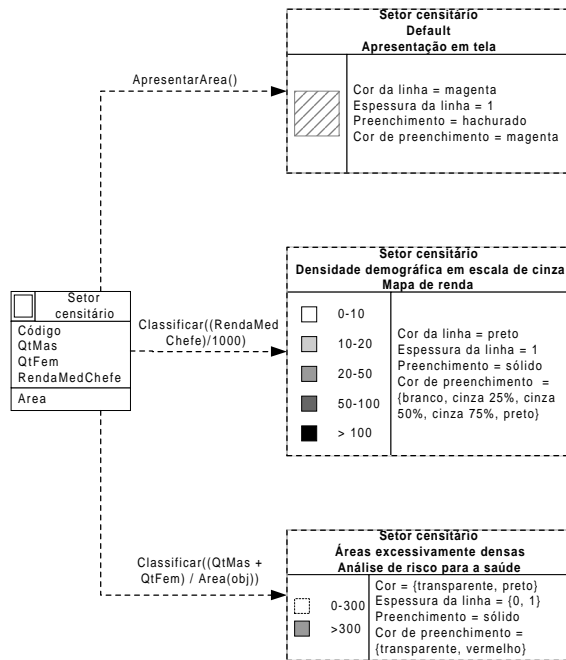 Setor censitário
Default
Apresentação em tela
ApresentarArea()
Cor da linha = magenta
Espessura da linha = 1
Preenchimento = hachurado
Cor de preenchimento = magenta
Setor
censitário
Código
QtMas
QtFem
RendaMedChefe
Area
Classificar((RendaMed
Chefe)/1000)
Setor censitário
Densidade demográfica em escala de cinza
Mapa de renda
0-10
10-20
20-50
50-100
> 100
Cor da linha = preto
Espessura da linha = 1
Preenchimento = sólido
Cor de preenchimento =
{branco, cinza 25%, cinza
50%, cinza 75%, preto}
Classificar((QtMas +
QtFem) / Area(obj))
Setor censitário
Áreas excessivamente densas
Análise de risco para a saúde
0-300
>300
Cor = {transparente, preto}
Espessura da linha = {0, 1}
Preenchimento = sólido
Cor de preenchimento =
{transparente, vermelho}